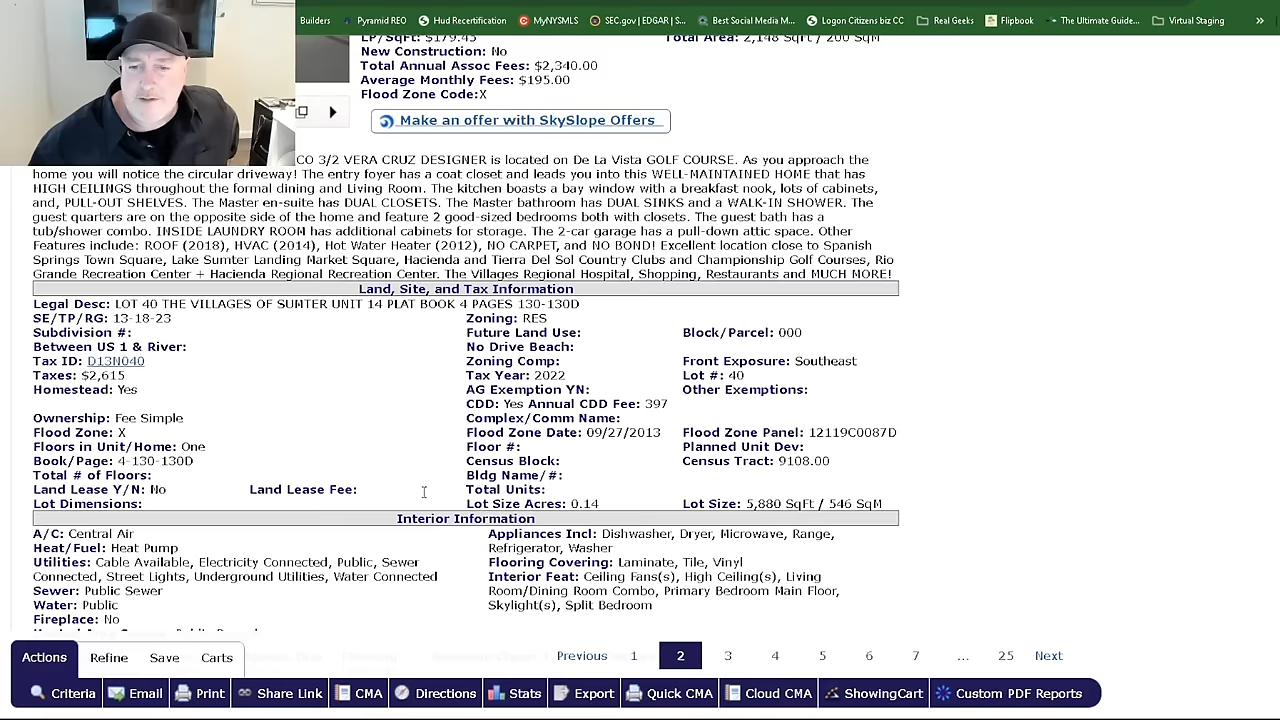 Builders Pyramid REO Hud Recertification MyNYSMLS SEC.gov | EDGAR | S... Best Social Media M... Logon Citizens biz CC Real Geeks Flipbook The Ultimate Guide... Virtual Staging »
LP/SqFt: $179.45 Total Area: 2,148 SqFt / 200 SqM
New Construction: No
Total Annual Assoc Fees: $2,340.00
Average Monthly Fees: $195.00
Flood Zone Code:X
Make an offer with SkySlope Offers
CO 3/2 VERA CRUZ DESIGNER is located on De La Vista GOLF COURSE. As you approach the
home you will notice the circular driveway! The entry foyer has a coat closet and leads you into this WELL-MAINTAINED HOME that has
HIGH CEILINGS throughout the formal dining and Living Room. The kitchen boasts a bay window with a breakfast nook, lots of cabinets,
and, PULL-OUT SHELVES. The Master en-suite has DUAL CLOSETS. The Master bathroom has DUAL SINKS and a WALK-IN SHOWER. The
guest quarters are on the opposite side of the home and feature 2 good-sized bedrooms both with closets. The guest bath has a
tub/shower combo. INSIDE LAUNDRY ROOM has additional cabinets for storage. The 2-car garage has a pull-down attic space. Other
Features include: ROOF (2018), HVAC (2014), Hot Water Heater (2012), NO CARPET, and NO BOND! Excellent location close to Spanish
Springs Town Square, Lake Sumter Landing Market Square, Hacienda and Tierra Del Sol Country Clubs and Championship Golf Courses, Rio
Grande Recreation Center + Hacienda Regional Recreation Center. The Villages Regional Hospital, Shopping, Restaurants and MUCH MORE!
Land, Site, and Tax Information
Legal Desc: LOT 40 THE VILLAGES OF SUMTER UNIT 14 PLAT BOOK 4 PAGES 130-130D
SE/TP/RG: 13-18-23 Zoning: RES
Subdivision #: Future Land Use: Block/Parcel: 000
Between US 1 & River: No Drive Beach:
Tax ID: D13N040 Zoning Comp: Front Exposure: Southeast
Taxes: $2,615 Tax Year: 2022 Lot #: 40
Homestead: Yes AG Exemption YN: Other Exemptions:
CDD: Yes Annual CDD Fee: 397
Ownership: Fee Simple Complex/Comm Name:
Flood Zone: X Flood Zone Date: 09/27/2013 Flood Zone Panel: 12119C0087D
Floors in Unit/Home: One Floor #: Planned Unit Dev:
Book/Page: 4-130-130D Census Block: Census Tract: 9108.00
Total # of Floors: Bldg Name/#:
Land Lease Y/N: No Land Lease Fee: Total Units:
Lot Dimensions: Lot Size Acres: 0.14 Lot Size: 5,880 SqFt / 546 SqM
Interior Information
A/C: Central Air Appliances Incl: Dishwasher, Dryer, Microwave, Range,
Heat/Fuel: Heat Pump Refrigerator, Washer
Utilities: Cable Available, Electricity Connected, Public, Sewer Flooring Covering: Laminate, Tile, Vinyl
Connected, Street Lights, Underground Utilities, Water Connected Interior Feat: Ceiling Fans(s), High Ceiling(s), Living
Sewer: Public Sewer Room/Dining Room Combo, Primary Bedroom Main Floor,
Water: Public Skylight(s), Split Bedroom
Fireplace: No
Actions Refine Save Carts Previous 1 2 3 4 5 6 7 ... 25 Next
Criteria Email Print Share Link CMA Directions Stats Export Quick CMA Cloud CMA ShowingCart Custom PDF Reports